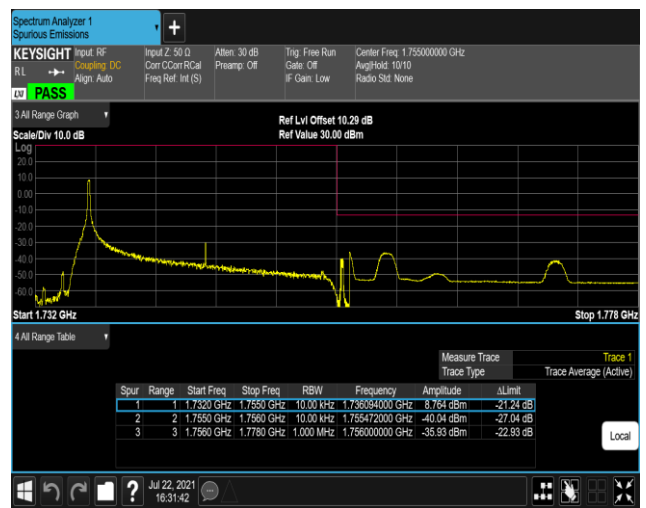 Spectrum Analyzer 1
Spurious Emissions
KEYSIGHT Input: RF Input Z: 50 Ω Atten: 30 dB Trig: Free Run Center Freq: 1.755000000 GHz
RL Coupling: DC Corr CCorr RCal Preamp: Off Gate: Off Avg|Hold: 10/10
Align: Auto Freq Ref: Int (S) IF Gain: Low Radio Std: None
LXI PASS
3 All Range Graph
Ref Lvl Offset 10.29 dB
Scale/Div 10.0 dB Ref Value 30.00 dBm
Log
20.0
10.0
0.00
-10.0
-20.0
-30.0
-40.0
-50.0
-60.0
Start 1.732 GHz Stop 1.778 GHz
4 All Range Table
Measure Trace Trace 1
Trace Type Trace Average (Active)
Spur Range Start Freq Stop Freq RBW Frequency Amplitude ΔLimit
1 1 1.7320 GHz 1.7550 GHz 10.00 kHz 1.736094000 GHz 8.764 dBm -21.24 dB
2 2 1.7550 GHz 1.7560 GHz 10.00 kHz 1.755472000 GHz -40.04 dBm -27.04 dB
3 3 1.7560 GHz 1.7780 GHz 1.000 MHz 1.756000000 GHz -35.93 dBm -22.93 dB
Local
? Jul 22, 2021
16:31:42